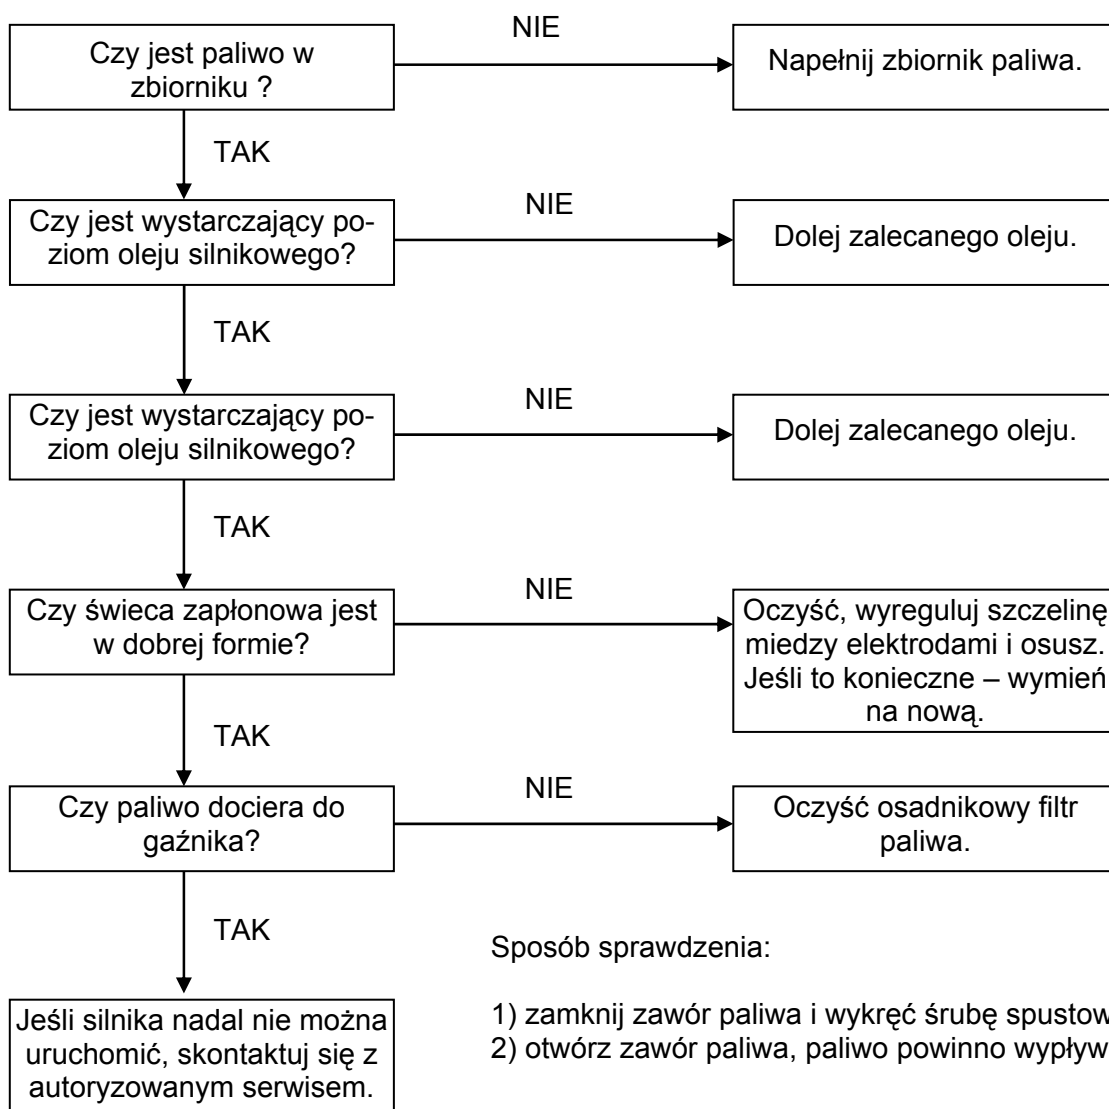 NIE
Czy jest paliwo w
zbiorniku ?
Napełnij zbiornik paliwa.
TAK
NIE
Czy jest wystarczający po-
ziom oleju silnikowego?
Dolej zalecanego oleju.
TAK
NIE
Czy jest wystarczający po-
ziom oleju silnikowego?
Dolej zalecanego oleju.
TAK
NIE
Czy świeca zapłonowa jest
w dobrej formie?
Oczyść, wyreguluj szczelinę
miedzy elektrodami i osusz.
Jeśli to konieczne – wymień
na nową.
TAK
NIE
Czy paliwo dociera do
gaźnika?
Oczyść osadnikowy filtr
paliwa.
TAK
Sposób sprawdzenia:
1) zamknij zawór paliwa i wykręć śrubę spustow
2) otwórz zawór paliwa, paliwo powinno wypływ
Jeśli silnika nadal nie można
uruchomić, skontaktuj się z
autoryzowanym serwisem.